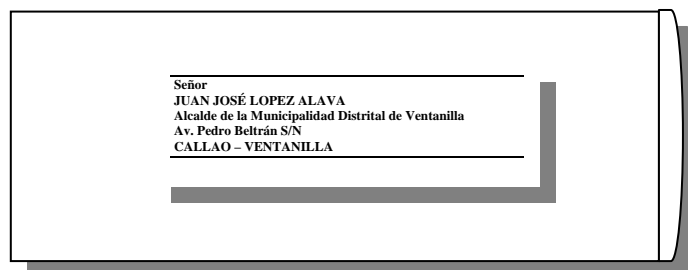 Señor
JUAN JOSÉ LOPEZ ALAVA
Alcalde de la Municipalidad Distrital de Ventanilla
Av. Pedro Beltrán S/N
CALLAO – VENTANILLA